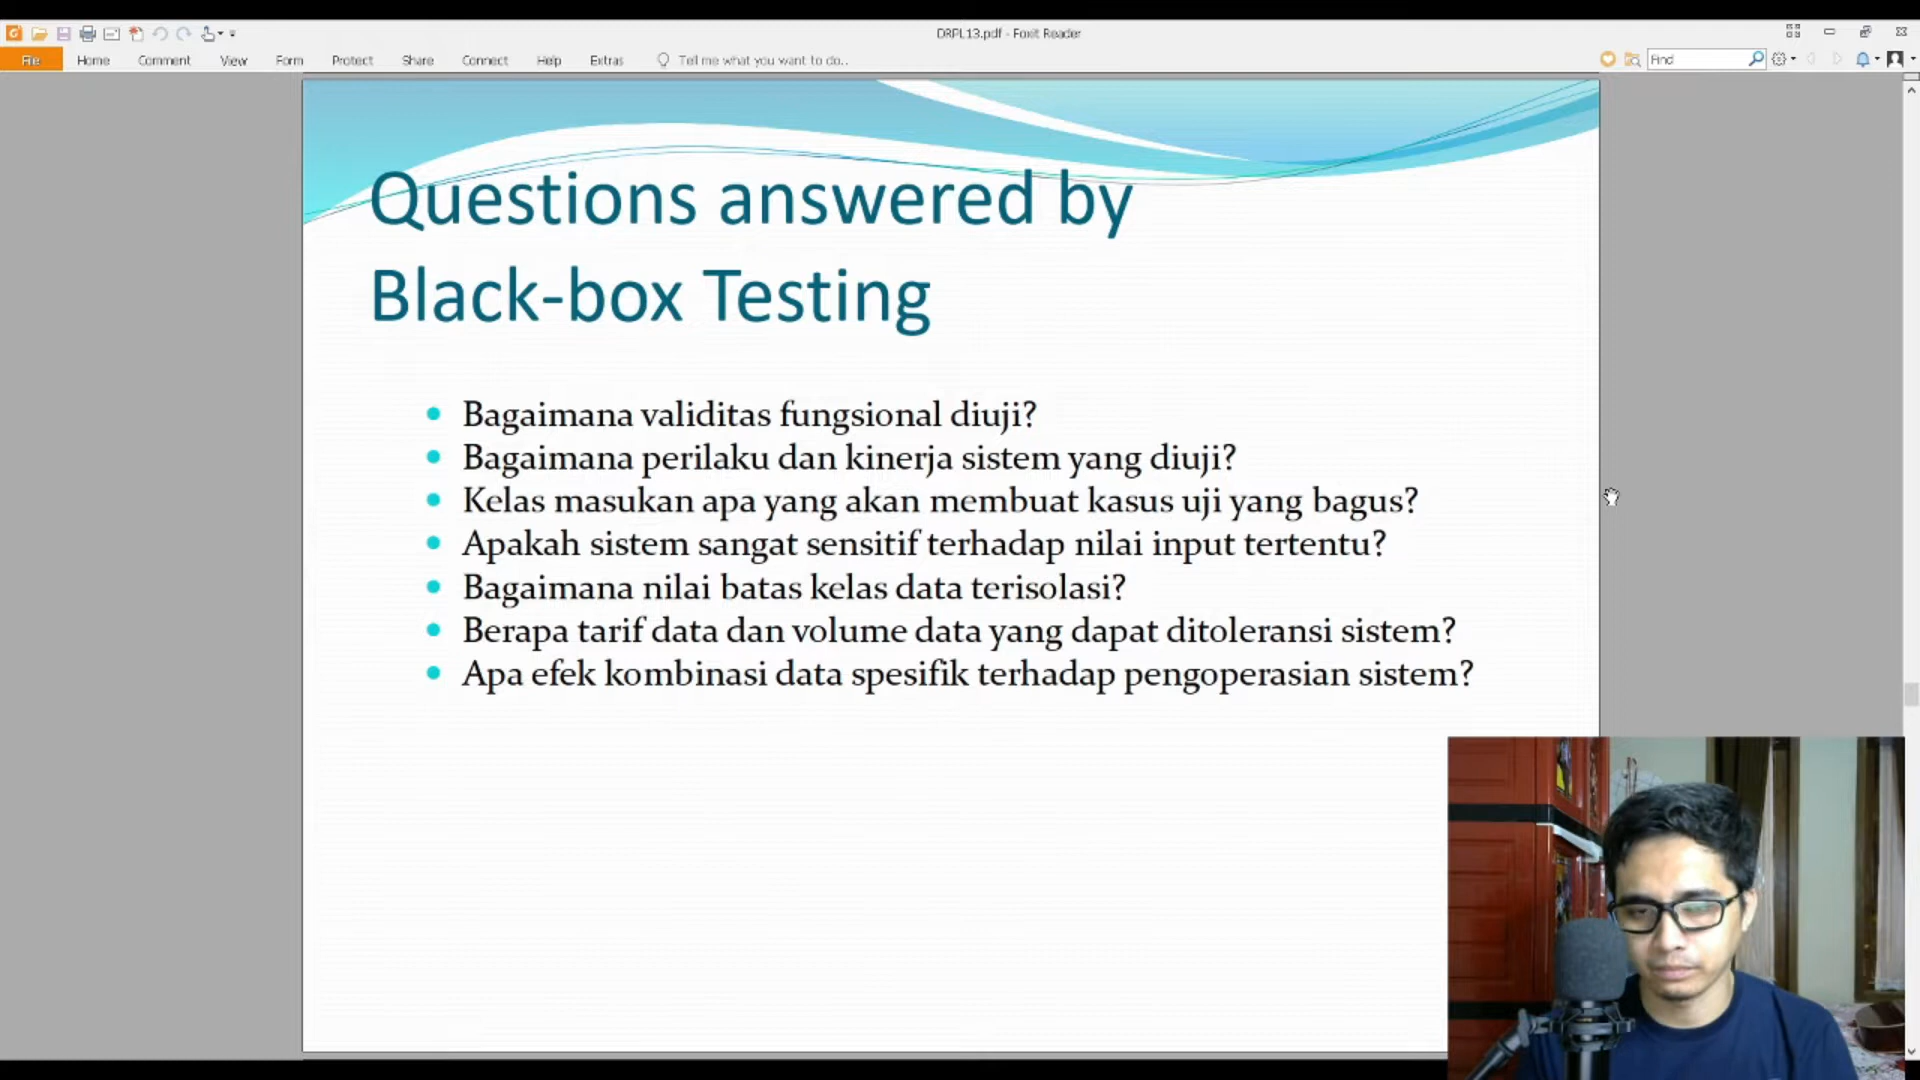 DRPL13.pdf - Foxit Reader
File Home Comment View Form Protect Share Connect Help Extras Tell me what you want to do.. Find
Questions answered by
Black-box Testing
Bagaimana validitas fungsional diuji?
Bagaimana perilaku dan kinerja sistem yang diuji?
Kelas masukan apa yang akan membuat kasus uji yang bagus?
Apakah sistem sangat sensitif terhadap nilai input tertentu?
Bagaimana nilai batas kelas data terisolasi?
Berapa tarif data dan volume data yang dapat ditoleransi sistem?
Apa efek kombinasi data spesifik terhadap pengoperasian sistem?